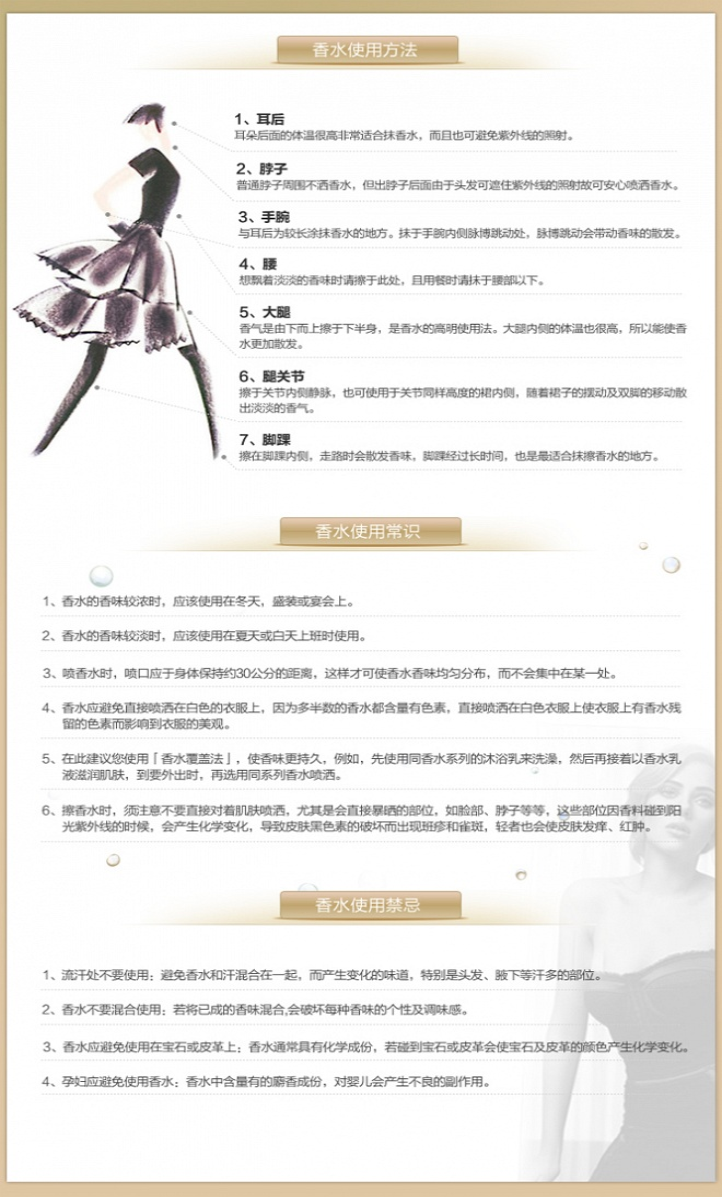 香水使用方法
1、耳后
耳朵后面的体温很高非常适合抹香水，而且也可避免紫外线的照射。
2、脖子
普通脖子周围不洒香水，但出脖子后面由于头发可遮住紫外线的照射故可安心喷洒香水。
3、手腕
与耳后为较长涂抹香水的地方。抹于手腕内侧脉博跳动处，脉博跳动会带动香味的散发。
4、腰
想飘着淡淡的香味时请擦于此处，且用餐时请抹于腰部以下。
5、大腿
香气是由下而上擦于下半身，是香水的高明使用法。大腿内侧的体温也很高，所以能使香
水更加散发。
6、腿关节
擦于关节内侧静脉，也可使用于关节同样高度的裙内侧，随着裙子的摆动及双脚的移动散
出淡淡的香气。
7、脚踝
擦在脚踝内侧，走路时会散发香味，脚踝经过长时间，也是最适合抹擦香水的地方。
香水使用常识
1、香水的香味较浓时，应该使用在冬天，盛装或宴会上。
2、香水的香味较淡时，应该使用在夏天或白天上班时使用。
3、喷香水时，喷口应于身体保持约30公分的距离，这样才可使香水香味均匀分布，而不会集中在某一处。
4、香水应避免直接喷洒在白色的衣服上，因为多半数的香水都含量有色素，直接喷洒在白色衣服上使衣服上有香水残
留的色素而影响到衣服的美观。
5、在此建议您使用「香水覆盖法」，使香味更持久，例如，先使用同香水系列的沐浴乳来洗澡，然后再接着以香水乳
液滋润肌肤，到要外出时，再选用同系列香水喷洒。
6、擦香水时，须注意不要直接对着肌肤喷洒，尤其是会直接暴晒的部位，如脸部、脖子等等，这些部位因香料碰到阳
光紫外线的时候，会产生化学变化，导致皮肤黑色素的破坏而出现班疹和雀斑，轻者也会使皮肤发痒、红肿。
香水使用禁忌
1、流汗处不要使用：避免香水和汗混合在一起，而产生变化的味道，特别是头发、腋下等汗多的部位。
2、香水不要混合使用：若将已成的香味混合,会破坏每种香味的个性及调味感。
3、香水应避免使用在宝石或皮革上：香水通常具有化学成份，若碰到宝石或皮革会使宝石及皮革的颜色产生化学变化。
4、孕妇应避免使用香水：香水中含量有的麝香成份，对婴儿会产生不良的副作用。